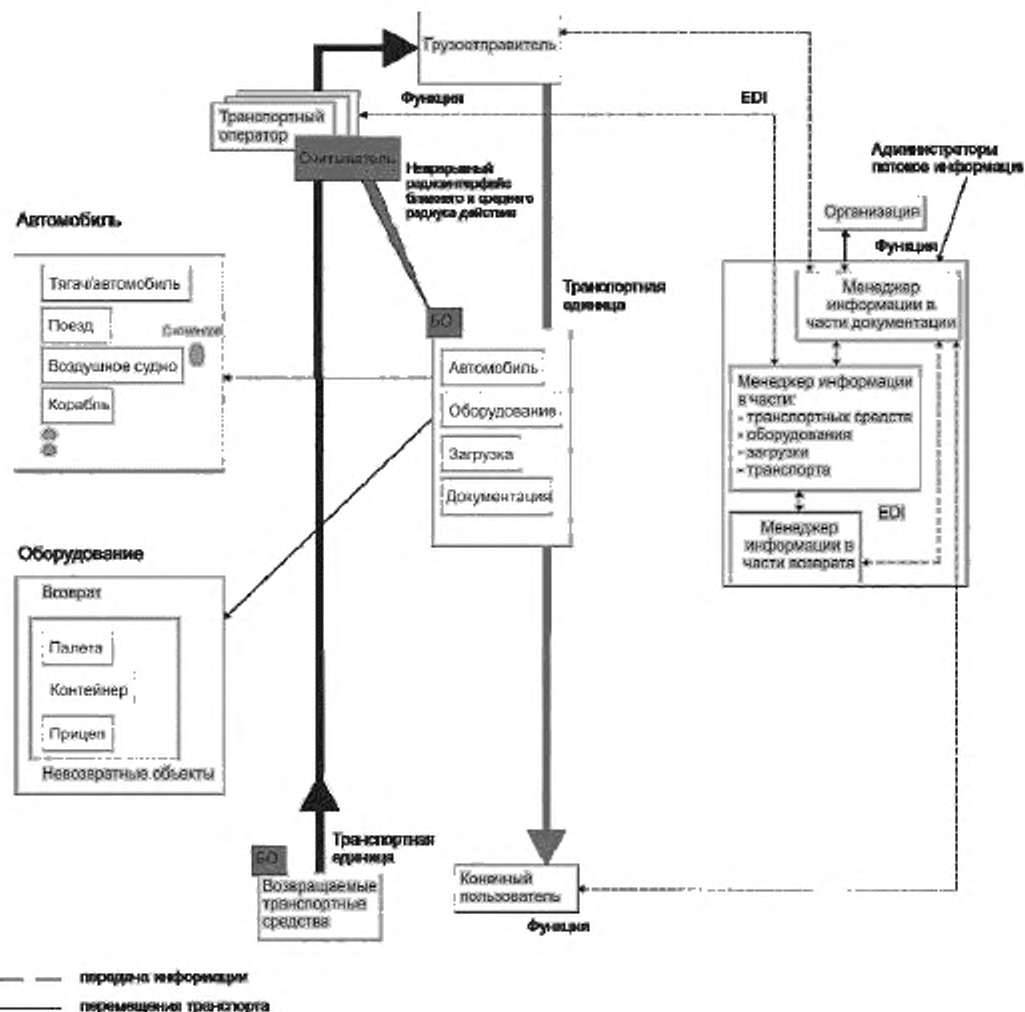 Грузоотправитель
Функция
EDI
Транспортный
оператор
Считыватель
Непрерывный
радиоинтерфейс
ближнего и среднего
радиуса действия
Администраторы
потоков информации
Организация
Функция
Автомобиль
Тягач/автомобиль
Поезд
Воздушное судно
Корабль
Транспортная
единица
БО
Автомобиль
Оборудование
Загрузка
Документация
Менеджер
информации в
части документации
Менеджер информации
в части:
- транспортных средств
- оборудования
- загрузки
- транспорта
EDI
Менеджер
информации в
части возврата
Оборудование
Возврат
Палета
Контейнер
Прицеп
Невозвратные объекты
Транспортная
единица
БО
Возвращаемые
транспортные
средства
Конечный
пользователь
Функция
передача информации
перемещения транспорта